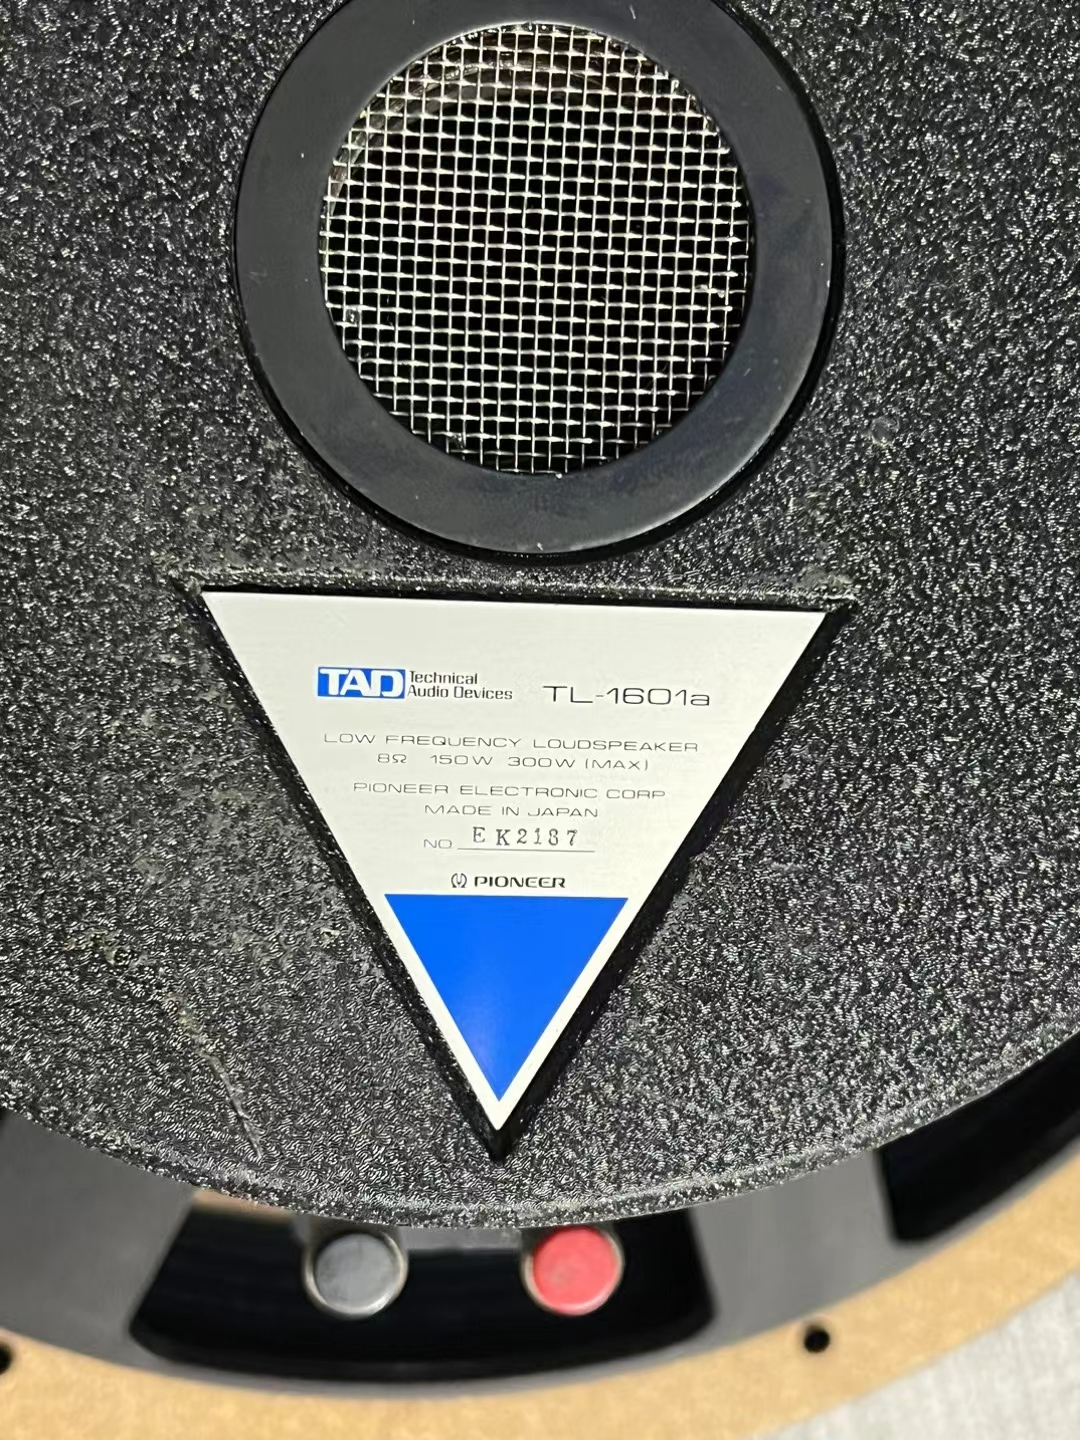 TAD Technical Audio Devices TL-1601a
LOW FREQUENCY LOUDSPEAKER
8Ω 150W 300W (MAX)
PIONEER ELECTRONIC CORP
MADE IN JAPAN
NO EK2187
PIONEER